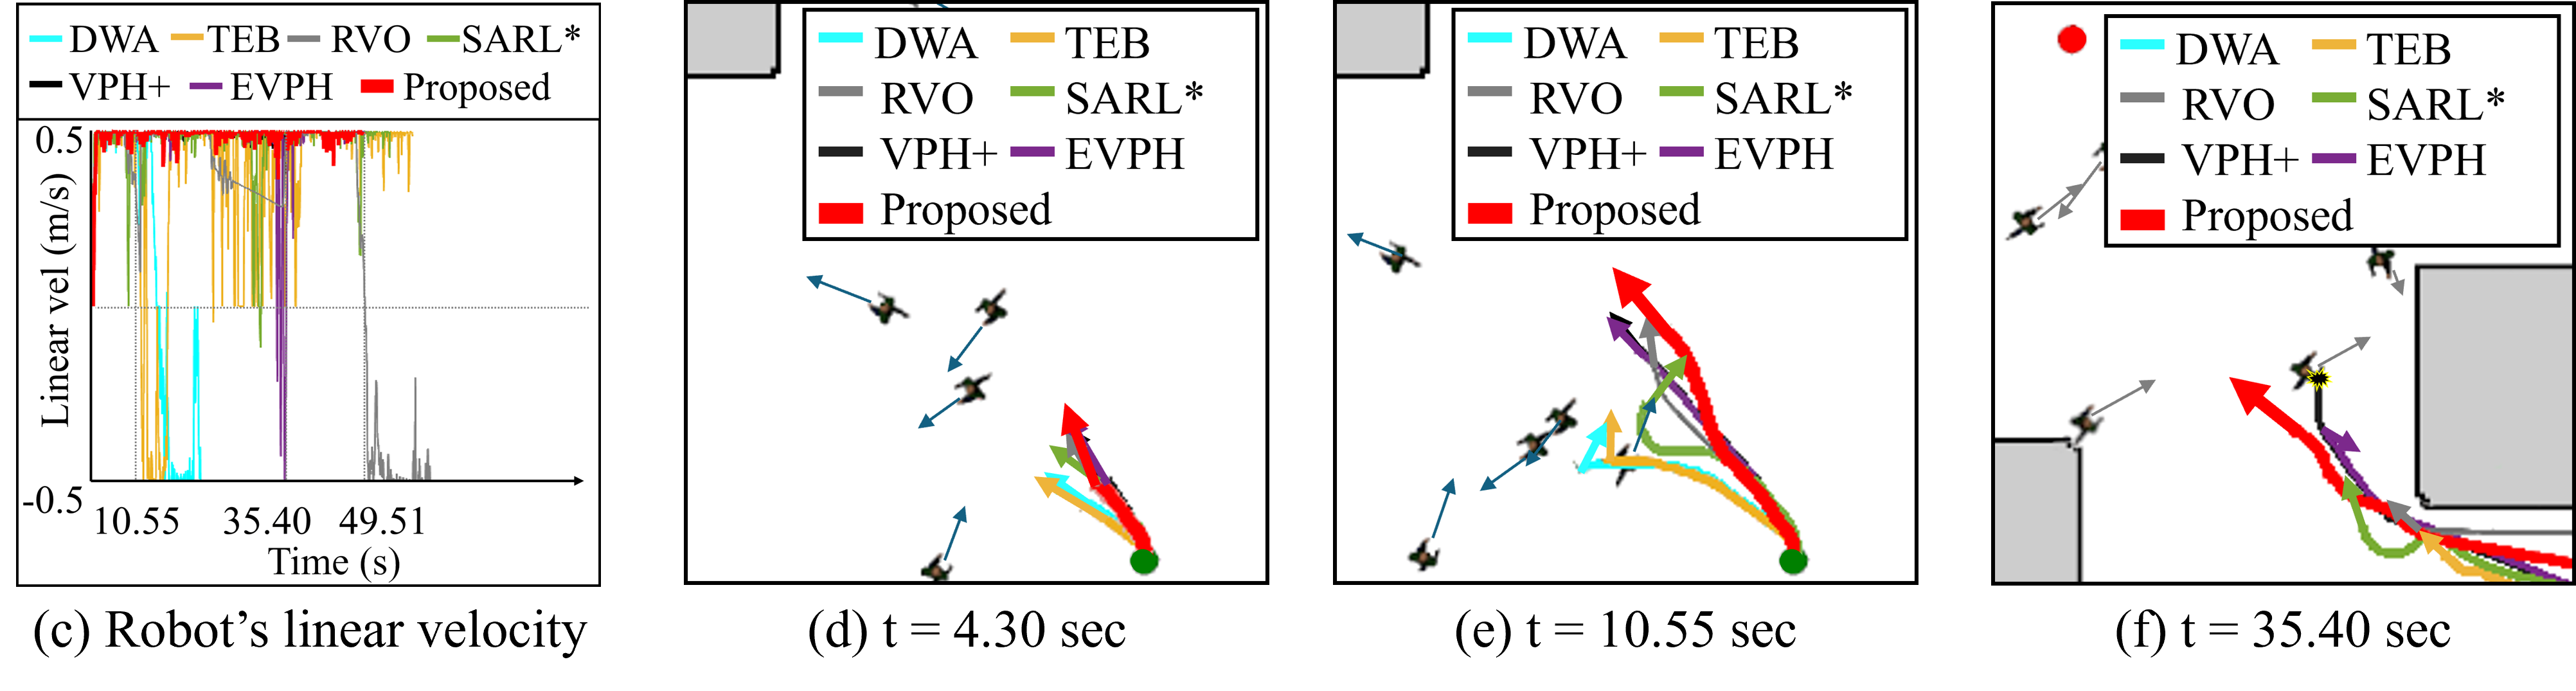 DWA TEB RVO SARL*
VPH+ EVPH Proposed
0.5
Linear vel (m/s)
-0.5
10.55 35.40 49.51
Time (s)
(c) Robot's linear velocity
DWA TEB
RVO SARL*
VPH+ EVPH
Proposed
(d) t = 4.30 sec
DWA TEB
RVO SARL*
VPH+ EVPH
Proposed
(e) t = 10.55 sec
DWA TEB
RVO SARL*
VPH+ EVPH
Proposed
(f) t = 35.40 sec